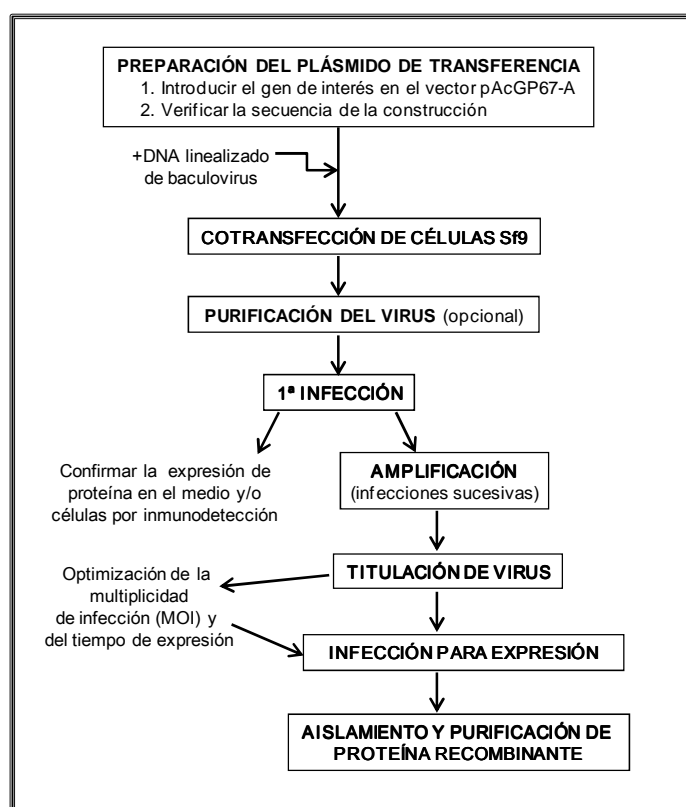 PREPARACIÓN DEL PLÁSMIDO DE TRANSFERENCIA
1. Introducir el gen de interés en el vector pAcGP67-A
2. Verificar la secuencia de la construcción
+DNA linealizado
de baculovirus
COTRANSFECCIÓN DE CÉLULAS Sf9
PURIFICACIÓN DEL VIRUS (opcional)
1ª INFECCIÓN
Confirmar la expresión de
proteína en el medio y/o
células por inmunodetección
AMPLIFICACIÓN
(infecciones sucesivas)
TITULACIÓN DE VIRUS
Optimización de la
multiplicidad
de infección (MOI) y
del tiempo de expresión
INFECCIÓN PARA EXPRESIÓN
AISLAMIENTO Y PURIFICACIÓN DE
PROTEÍNA RECOMBINANTE